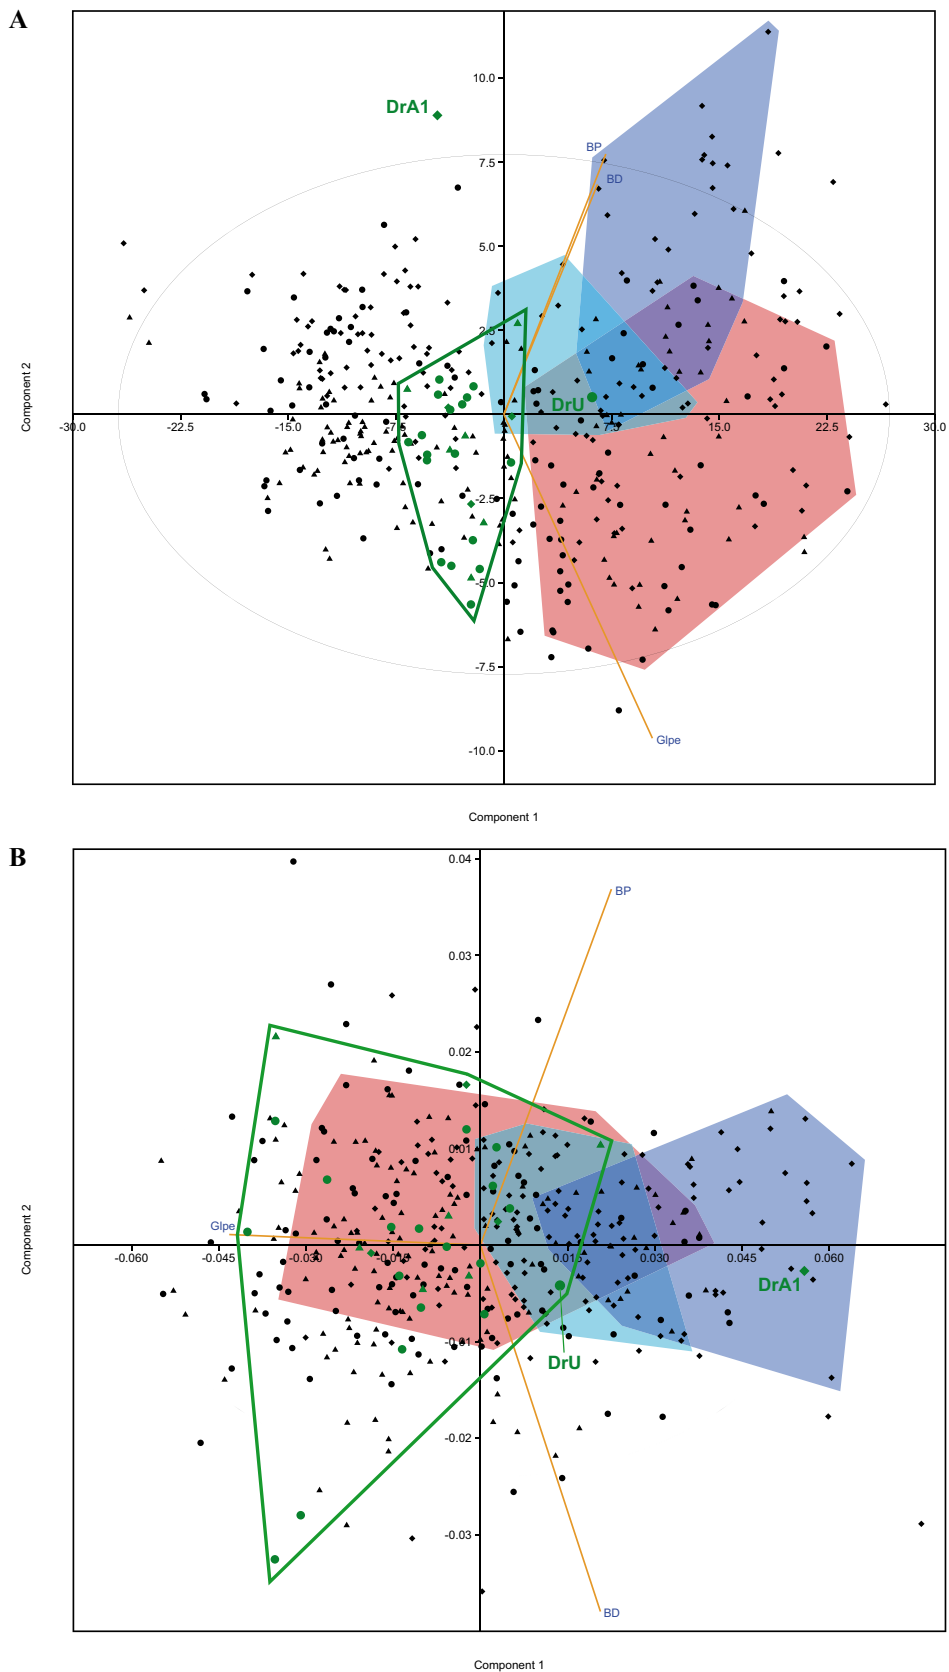 A
DrA1
10.0
BP
7.5
BD
5.0
2.5
Component 2
DrU
-30.0
-22.5
-15.0
-7.5
7.5
15.0
22.5
30.0
-2.5
-5.0
-7.5
Glpe
-10.0
Component 1
B
0.04
BP
0.03
0.02
0.01
Component 2
Glpe
-0.060
-0.045
-0.030
-0.015
0.015
0.030
0.045
0.060
DrA1
-0.01
DrU
-0.02
-0.03
BD
Component 1